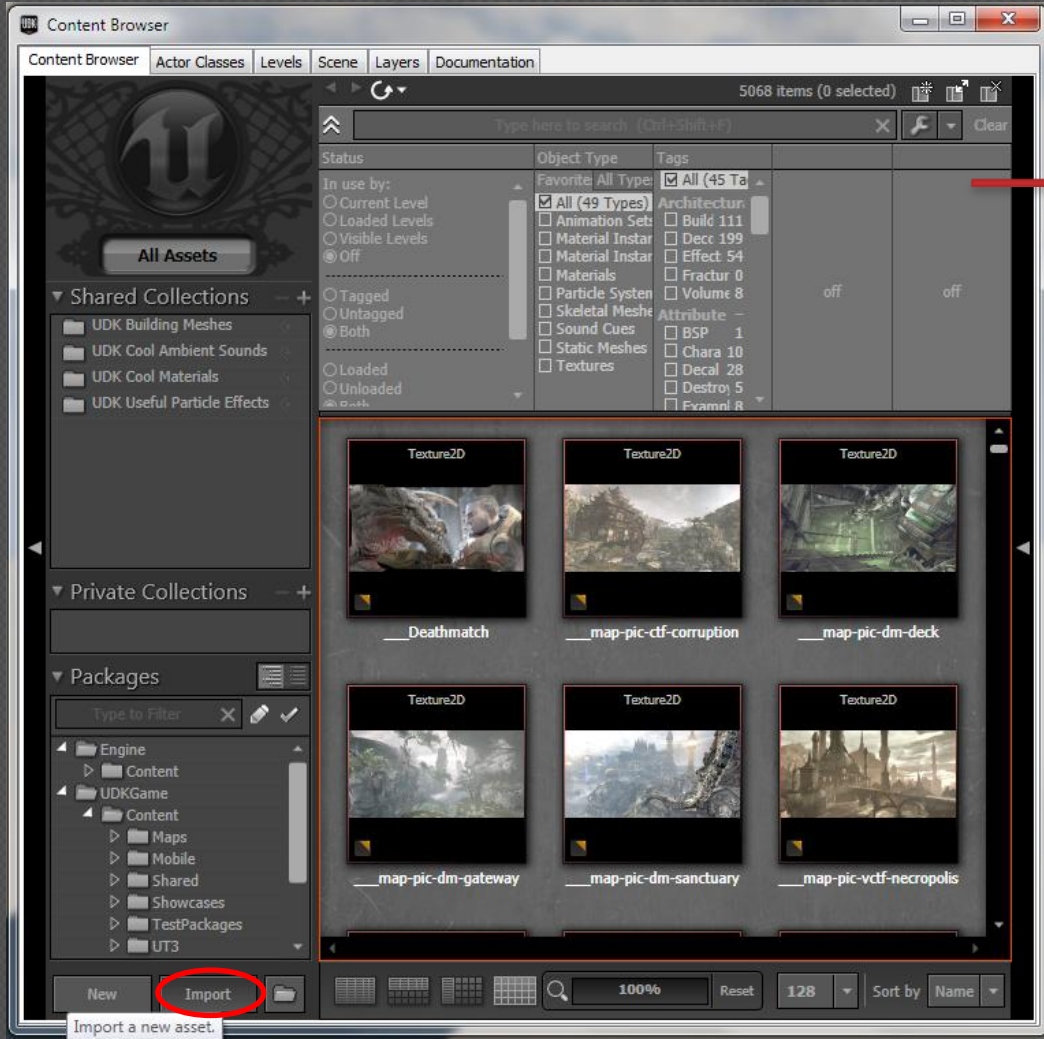 UDK Content Browser
Content Browser Actor Classes Levels Scene Layers Documentation
5068 items (0 selected)
Type here to search (Ctrl+Shift+F) Clear
All Assets
Shared Collections
UDK Building Meshes
UDK Cool Ambient Sounds
UDK Cool Materials
UDK Useful Particle Effects
Private Collections
Packages
Type to Filter
Engine
Content
UDKGame
Content
Maps
Mobile
Shared
Showcases
TestPackages
UT3
New Import
Import a new asset.
Status
In use by:
Current Level
Loaded Levels
Visible Levels
Off
Tagged
Untagged
Both
Loaded
Unloaded
Both
Object Type
Favorite All Type
All (49 Types)
Animation Set
Material Instar
Material Instar
Materials
Particle System
Skeletal Meshe
Sound Cues
Static Meshes
Textures
Tags
All (45 Ta
Architectur
Build 111
Decc 199
Effect 54
Fractur 0
Volume 8
Attribute
BSP 1
Chara 10
Decal 28
Destroy 5
Exampl 8
off off
Texture2D Texture2D Texture2D
___Deathmatch ___map-pic-ctf-corruption ___map-pic-dm-deck
Texture2D Texture2D Texture2D
___map-pic-dm-gateway ___map-pic-dm-sanctuary ___map-pic-vctf-necropolis
100% Reset 128 Sort by Name